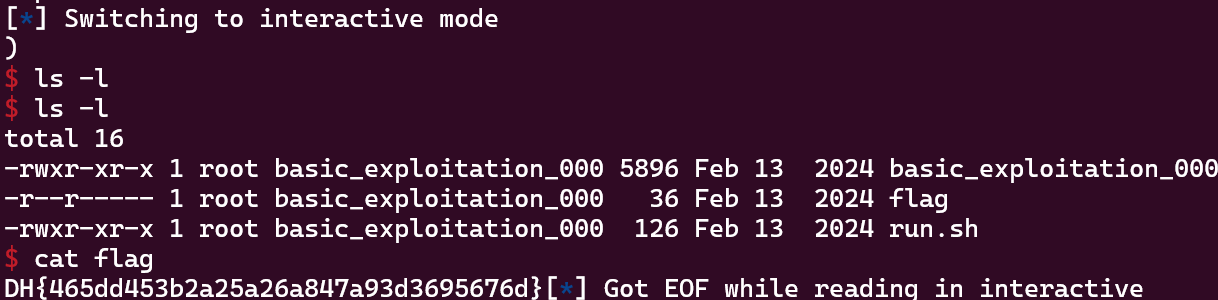 [*] Switching to interactive mode
)
$ ls -l
$ ls -l
total 16
-rwxr-xr-x 1 root basic_exploitation_000 5896 Feb 13  2024 basic_exploitation_000
-r--r----- 1 root basic_exploitation_000   36 Feb 13  2024 flag
-rwxr-xr-x 1 root basic_exploitation_000  126 Feb 13  2024 run.sh
$ cat flag
DH{465dd453b2a25a26a847a93d3695676d}[*] Got EOF while reading in interactive